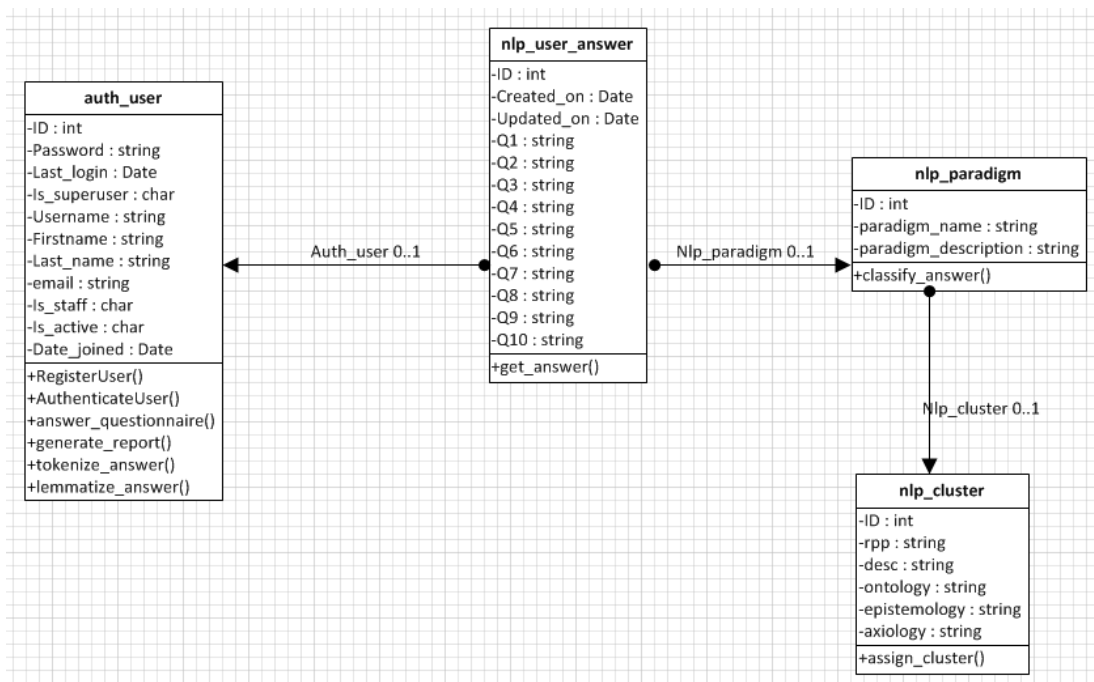 auth_user
-ID : int
-Password : string
-Last_login : Date
-Is_superuser : char
-Username : string
-Firstname : string
-Last_name : string
-email : string
-Is_staff : char
-Is_active : char
-Date_joined : Date
+RegisterUser()
+AuthenticateUser()
+answer_questionnaire()
+generate_report()
+tokenize_answer()
+lemmatize_answer()
Auth_user 0..1
nlp_user_answer
-ID : int
-Created_on : Date
-Updated_on : Date
-Q1 : string
-Q2 : string
-Q3 : string
-Q4 : string
-Q5 : string
-Q6 : string
-Q7 : string
-Q8 : string
-Q9 : string
-Q10 : string
+get_answer()
Nlp_paradigm 0..1
nlp_paradigm
-ID : int
-paradigm_name : string
-paradigm_description : string
+classify_answer()
Nlp_cluster 0..1
nlp_cluster
-ID : int
-rpp : string
-desc : string
-ontology : string
-epistemology : string
-axiology : string
+assign_cluster()